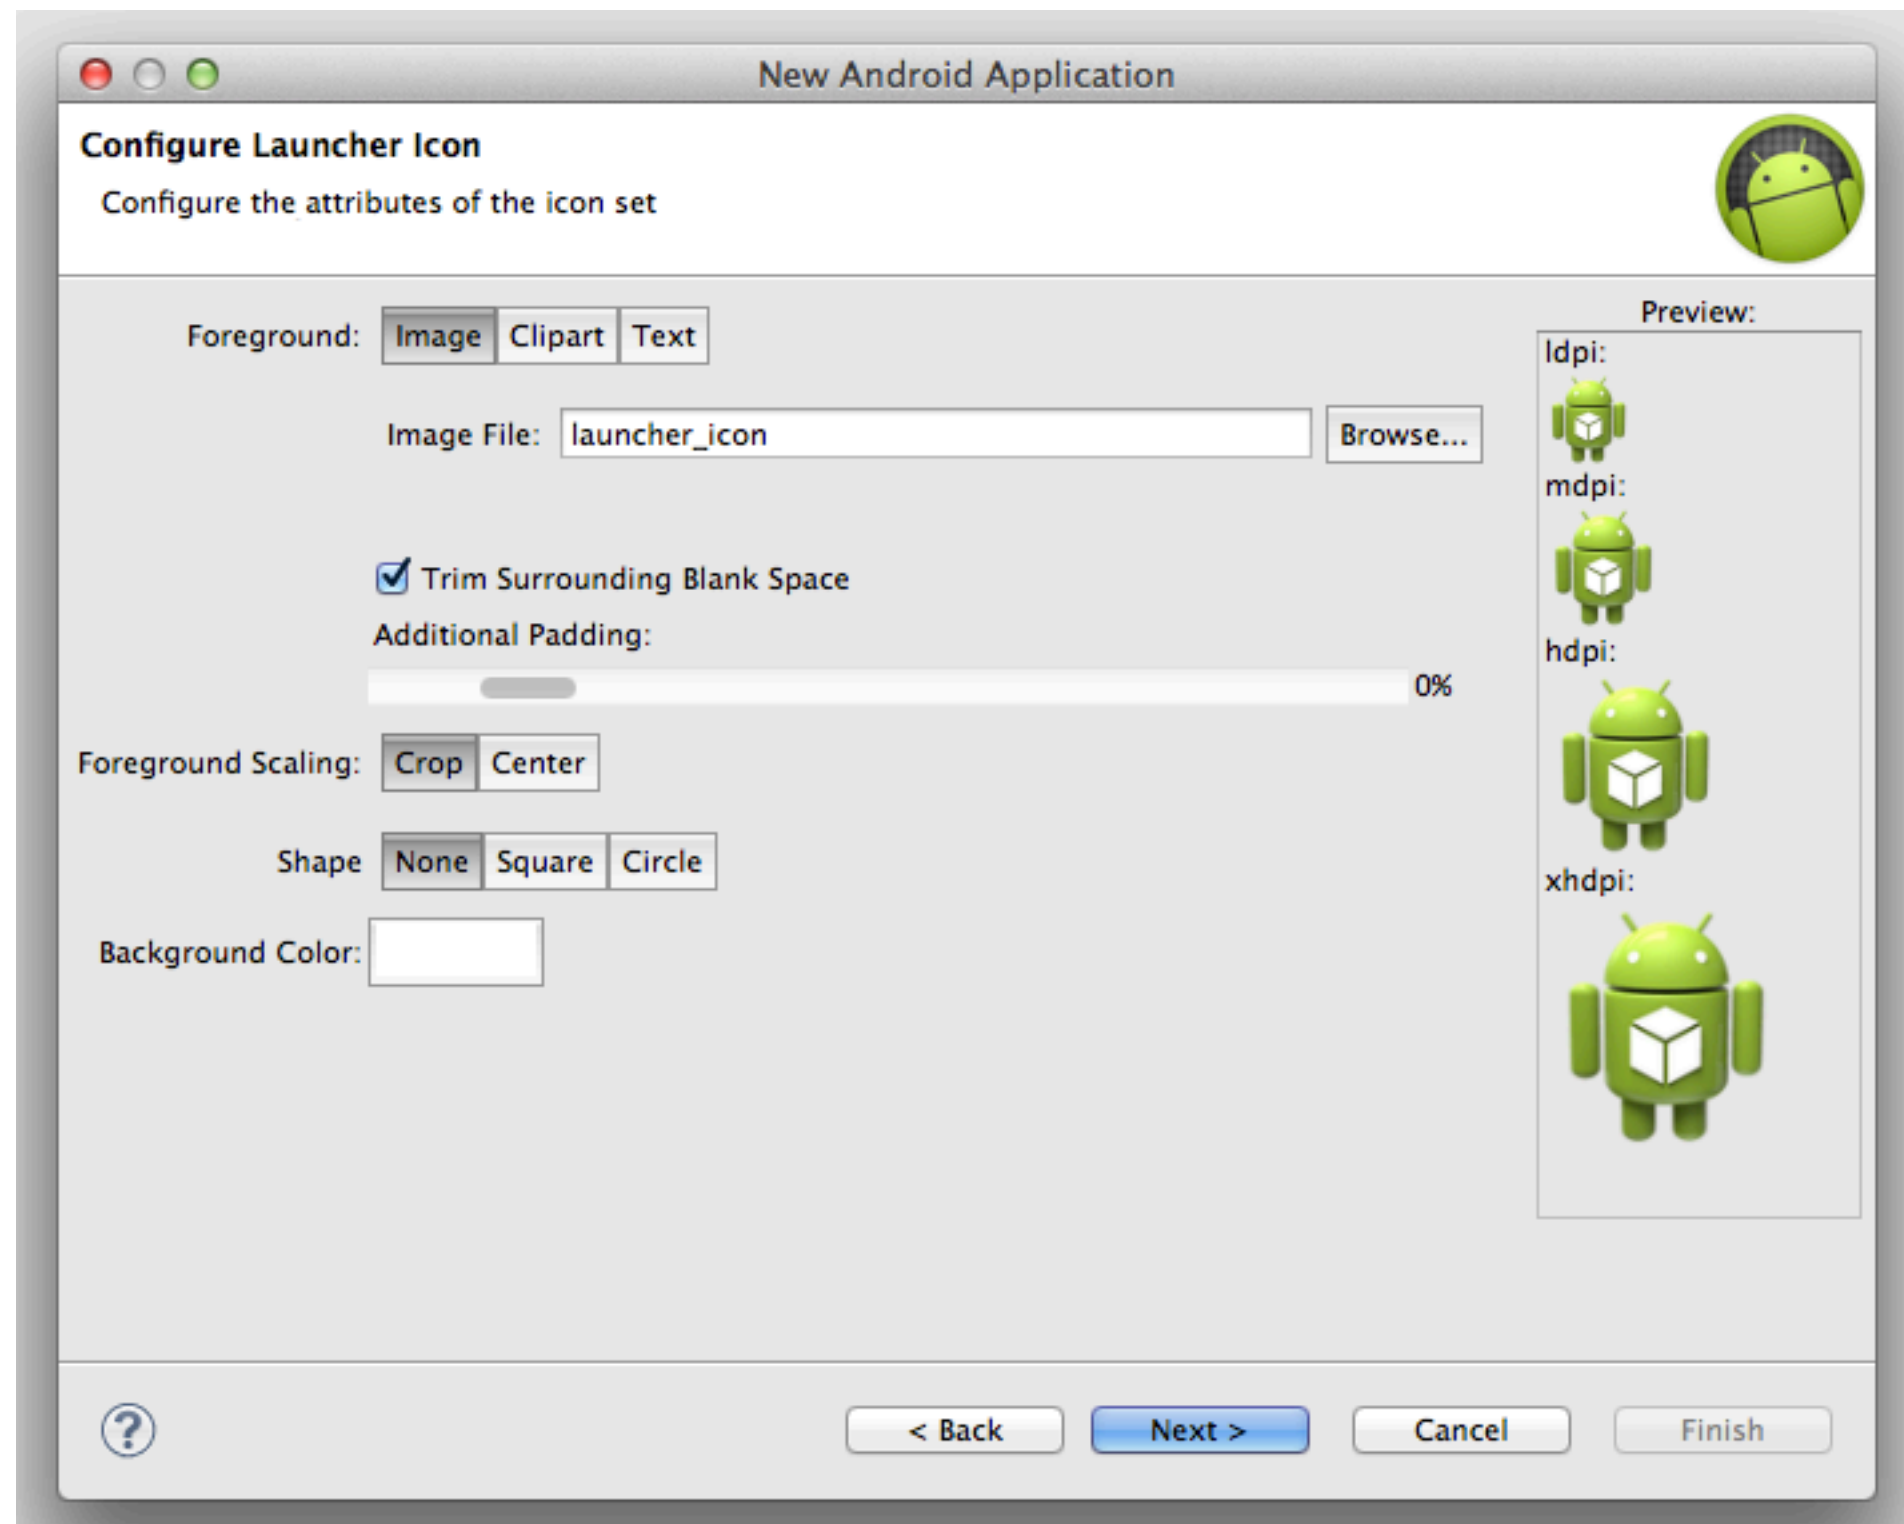 New Android Application
Configure Launcher Icon
Configure the attributes of the icon set
Foreground: Image Clipart Text
Image File: launcher_icon Browse...
Trim Surrounding Blank Space
Additional Padding:
0%
Foreground Scaling: Crop Center
Shape None Square Circle
Background Color:
Preview:
ldpi:
mdpi:
hdpi:
xhdpi:
? < Back Next > Cancel Finish